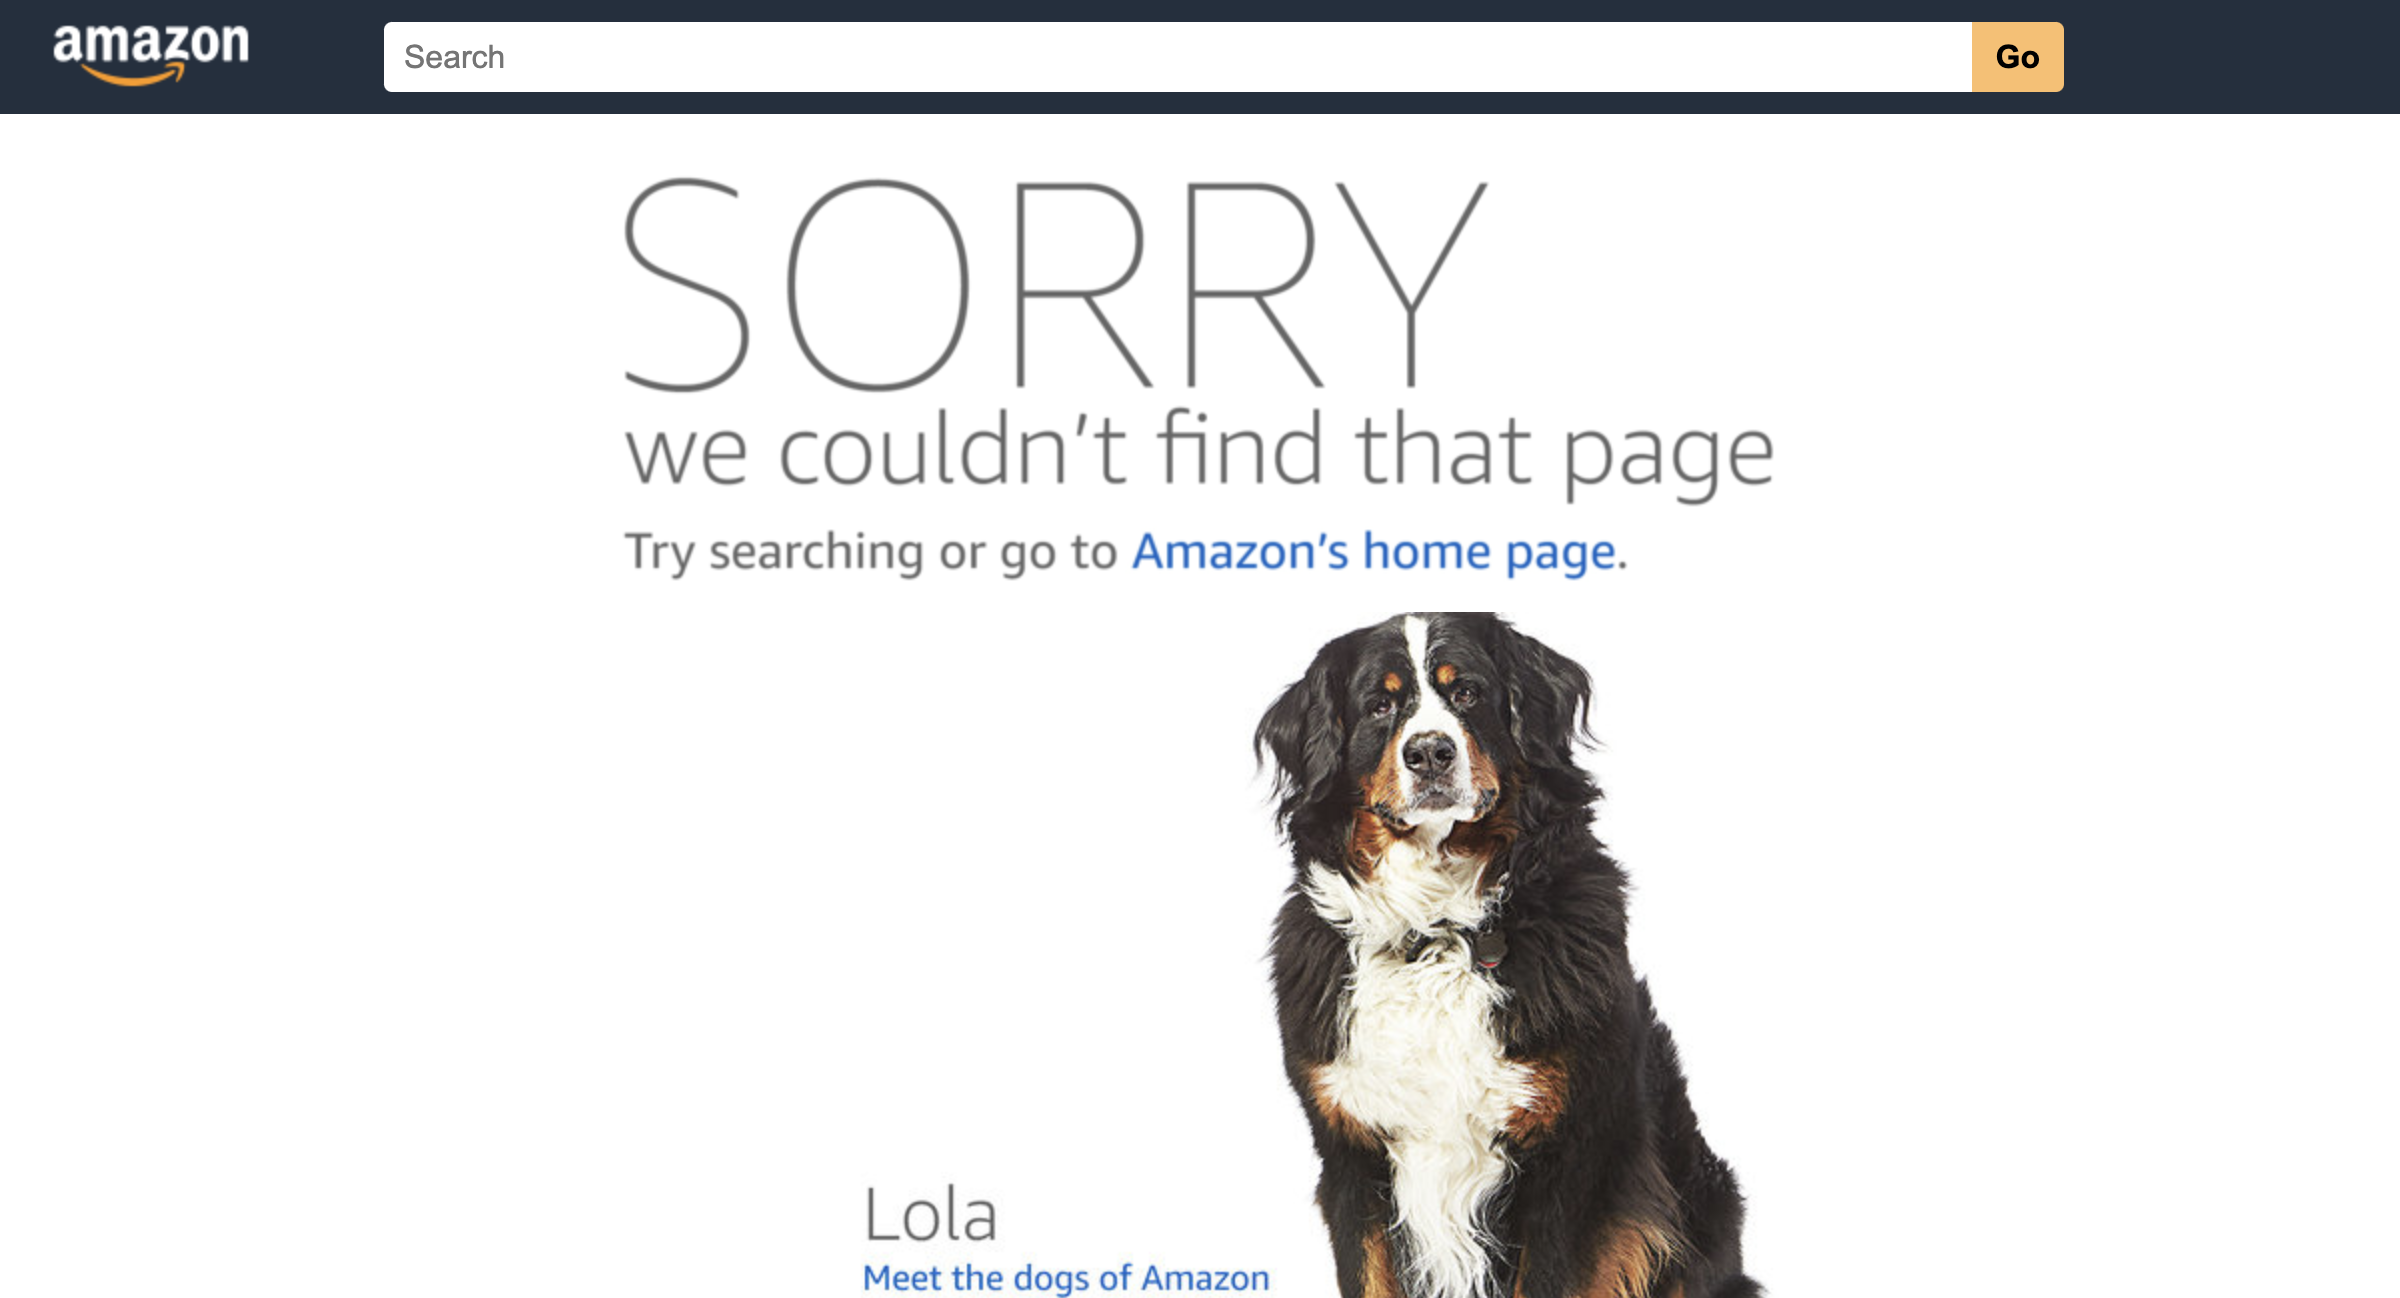 amazon
Search
Go
SORRY
we couldn't find that page
Try searching or go to Amazon's home page.
Lola
Meet the dogs of Amazon